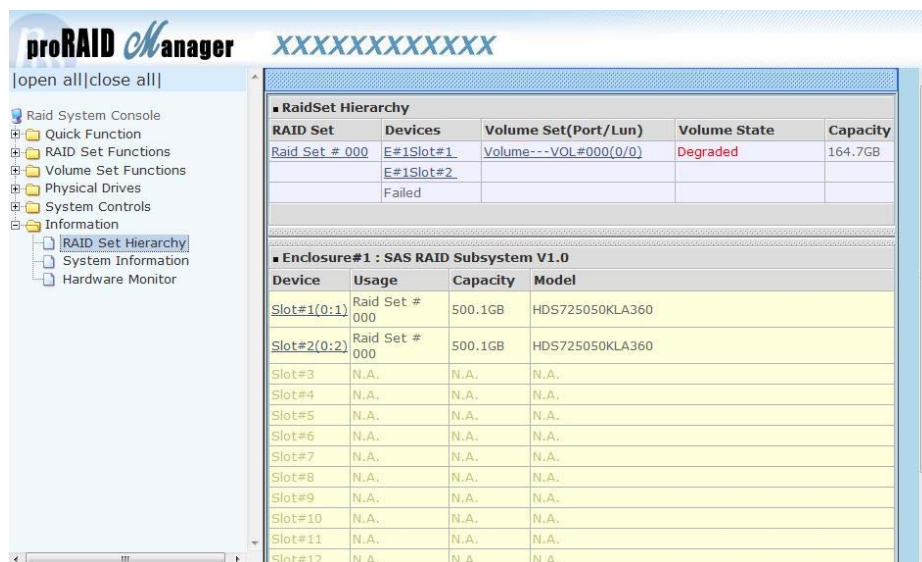 proRAID Manager XXXXXXXXXXXX
|open all|close all|
Raid System Console
Quick Function
RAID Set Functions
Volume Set Functions
Physical Drives
System Controls
Information
RAID Set Hierarchy
System Information
Hardware Monitor
RaidSet Hierarchy
RAID Set Devices Volume Set(Port/Lun) Volume State Capacity
Raid Set # 000 E#1Slot#1 Volume---VOL#000(0/0) Degraded 164.7GB
E#1Slot#2
Failed
Enclosure#1 : SAS RAID Subsystem V1.0
Device Usage Capacity Model
Slot#1(0:1) Raid Set # 000 500.1GB HDS725050KLA360
Slot#2(0:2) Raid Set # 000 500.1GB HDS725050KLA360
Slot#3 N.A. N.A. N.A.
Slot#4 N.A. N.A. N.A.
Slot#5 N.A. N.A. N.A.
Slot#6 N.A. N.A. N.A.
Slot#7 N.A. N.A. N.A.
Slot#8 N.A. N.A. N.A.
Slot#9 N.A. N.A. N.A.
Slot#10 N.A. N.A. N.A.
Slot#11 N.A. N.A. N.A.
Slot#12 N.A. N.A. N.A.